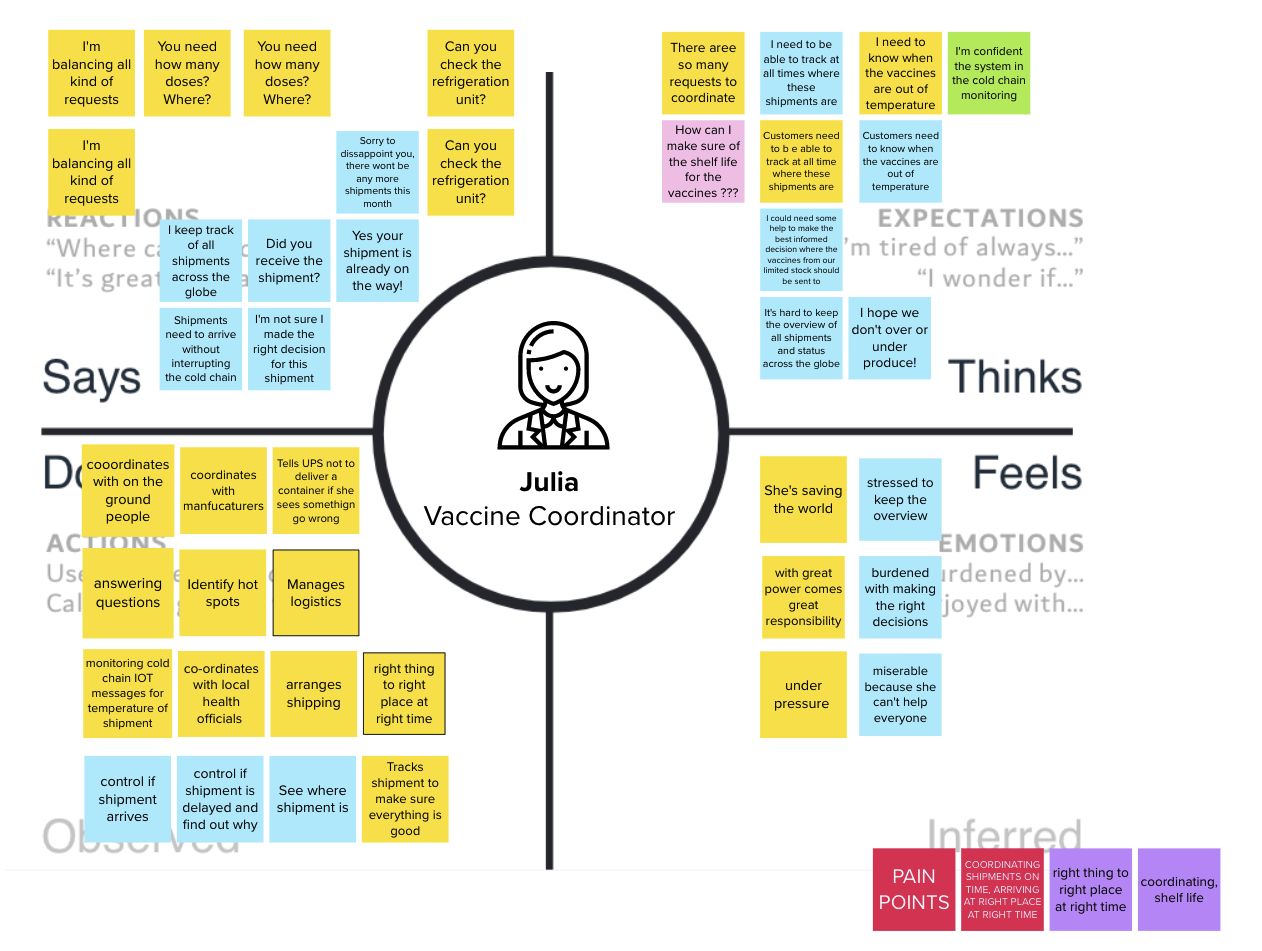 I'm
balancing all
kind of
requests
You need
how many
doses?
Where?
You need
how many
doses?
Where?
Can you
check the
refrigeration
unit?
I'm
balancing all
kind of
requests
Sorry to
dissapoint you,
there wont be
any more
shipments this
month
Can you
check the
refrigeration
unit?
REACTIONS
“Where
“It’s great
I keep track
of all
shipments
across the
globe
Did you
receive the
shipment?
Yes your
shipment is
already on
the way!
Shipments
need to arrive
without
interrupting
the cold chain
I'm not sure I
made the
right decision
for this
shipment
Says
There aree
so many
requests to
coordinate
I need to be
able to track at
all times where
these
shipments are
I need to
know when
the vaccines
are out of
temperature
I'm confident
the system in
the cold chain
monitoring
How can I
make sure of
the shelf life
for the
vaccines ???
Customers need
to b e able to
track at all time
where these
shipments are
Customers need
to know when
the vaccines are
out of
temperature
I could need some
help to make the
best informed
decision where the
vaccines from our
limited stock should
be sent to
EXPECTATIONS
I’m tired of always...”
“I wonder if...”
It's hard to keep
the overview of
all shipments
and status
across the globe
I hope we
don't over or
under
produce!
Thinks
Julia
Vaccine Coordinator
cooordinates
with on the
ground
people
coordinates
with
manfucaturers
Tells UPS not to
deliver a
container if she
sees somethign
go wrong
ACTIONS
answering
questions
Identify hot
spots
Manages
logistics
monitoring cold
chain IOT
messages for
temperature of
shipment
co-ordinates
with local
health
officials
arranges
shipping
right thing
to right
place at
right time
control if
shipment
arrives
control if
shipment is
delayed and
find out why
See where
shipment is
Tracks
shipment to
make sure
everything is
good
Observed
She's saving
the world
stressed to
keep the
overview
Feels
EMOTIONS
with great
power comes
great
responsibility
burdened
with making
the right
decisions
by...
with...
under
pressure
miserable
because she
can't help
everyone
Inferred
PAIN
POINTS
COORDINATING
SHIPMENTS ON
TIME, ARRIVING
AT RIGHT PLACE
AT RIGHT TIME
right thing to
right place
at right time
coordinating,
shelf life